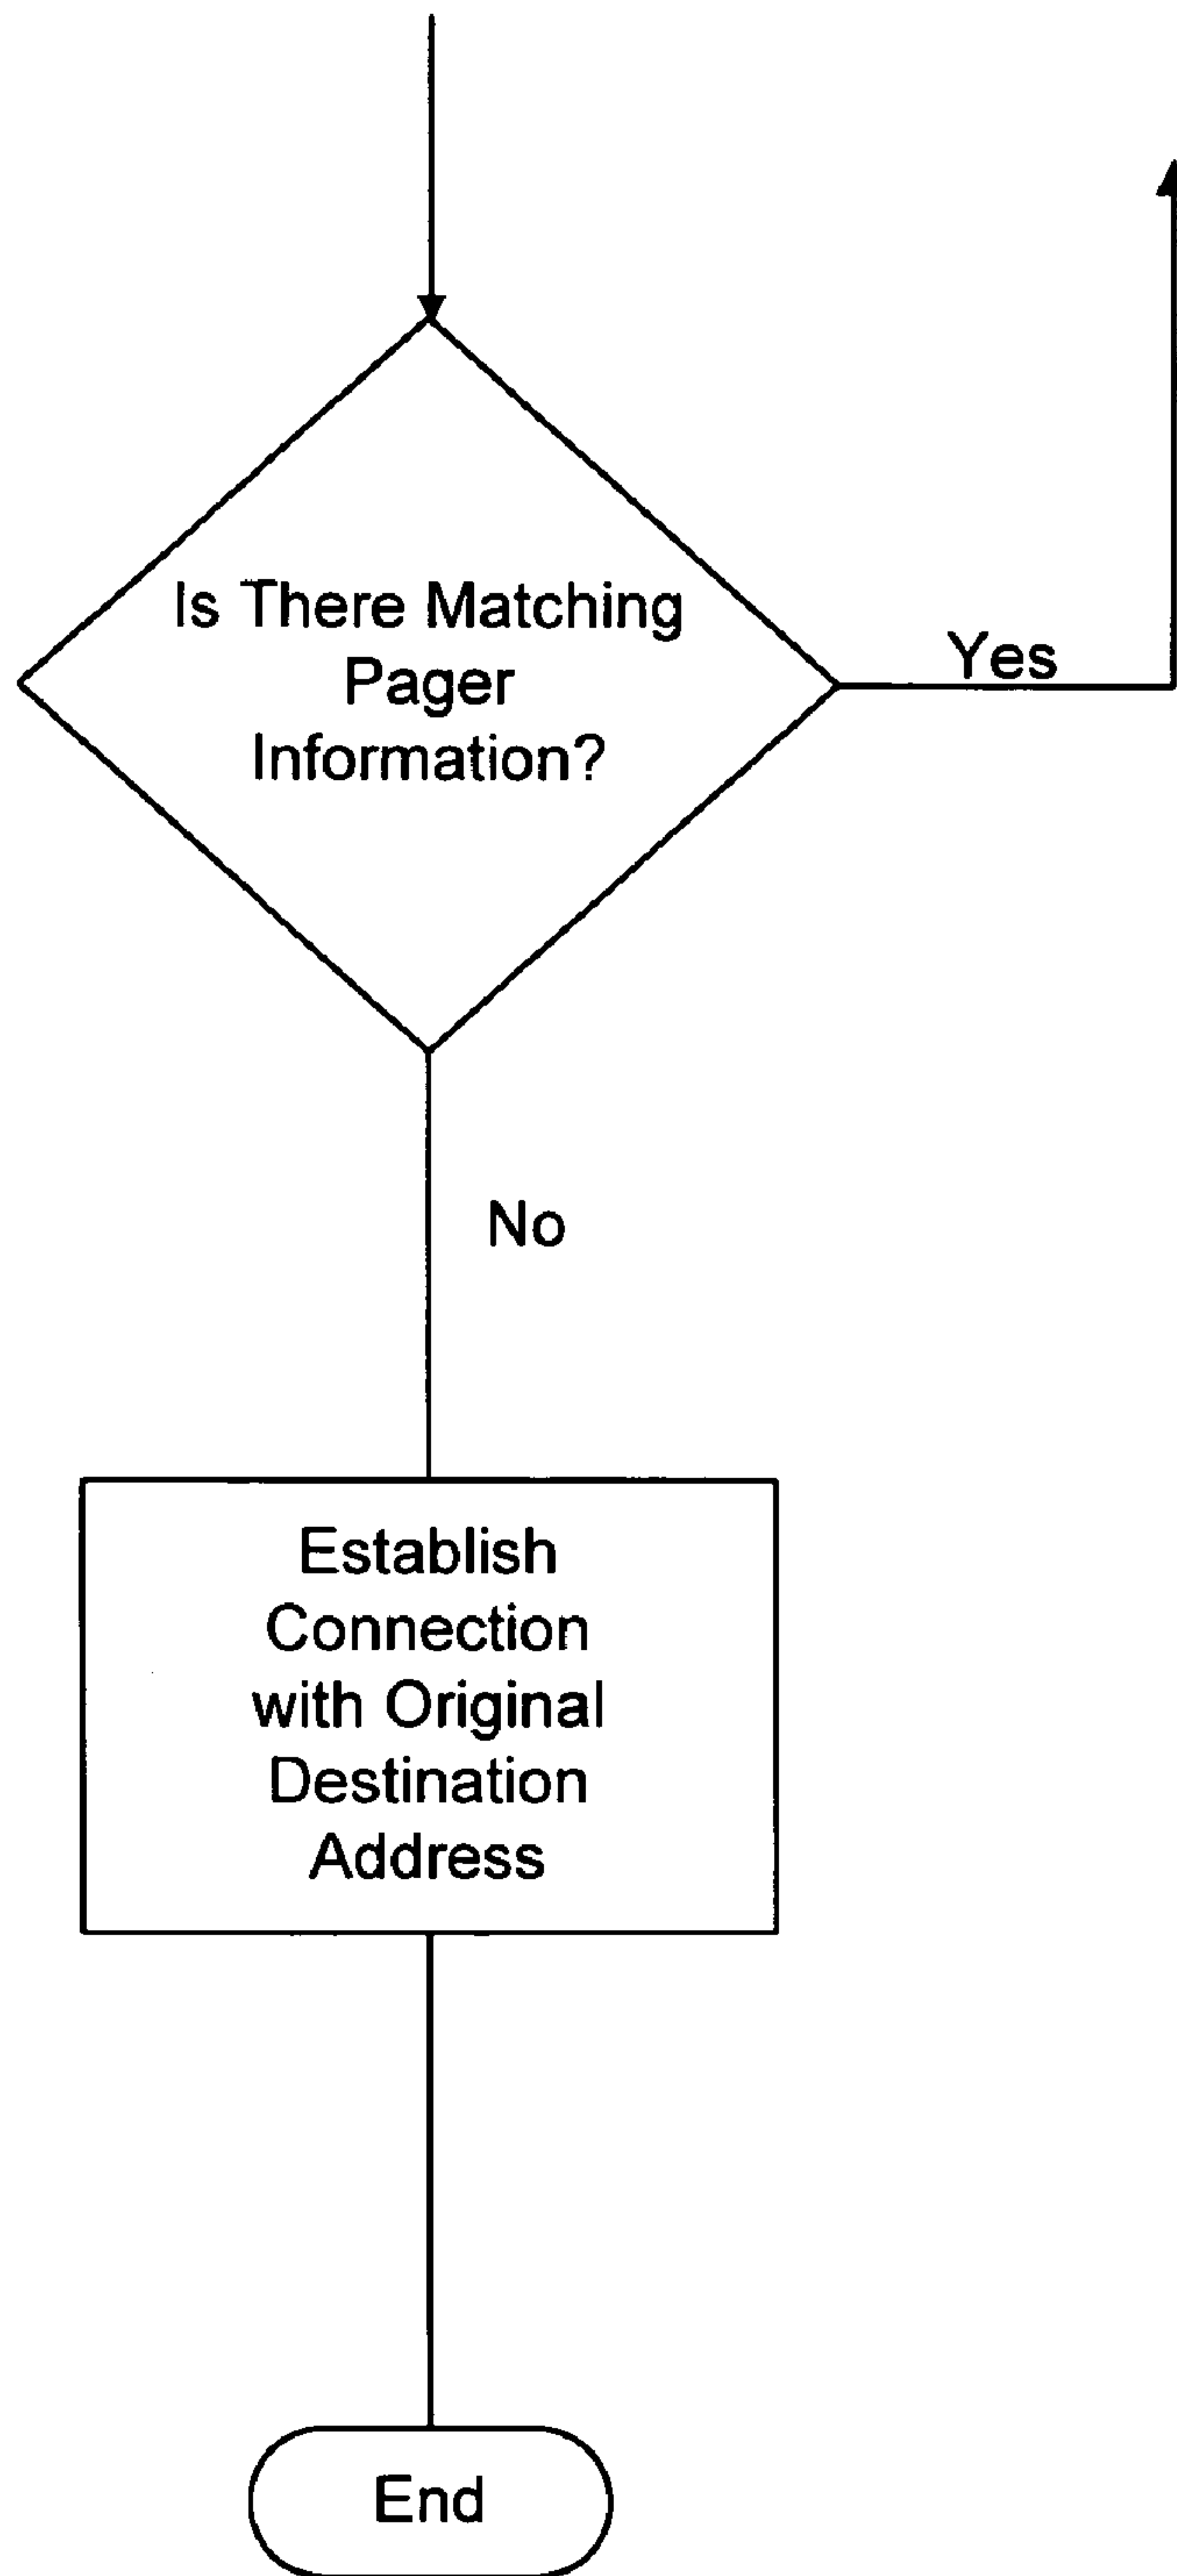 Is There Matching
Pager
Information?
Yes
No
Establish
Connection
with Original
Destination
Address
End